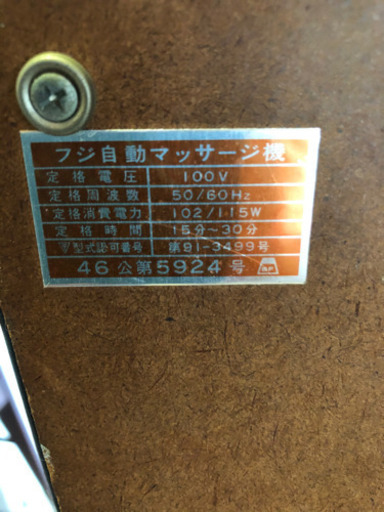 フジ自動マッサージ機
定格電圧 100V
定格周波数 50/60Hz
定格消費電力 102/115W
定格時間 15分~30分
型式認可番号 第91-3499号
46公第5924号